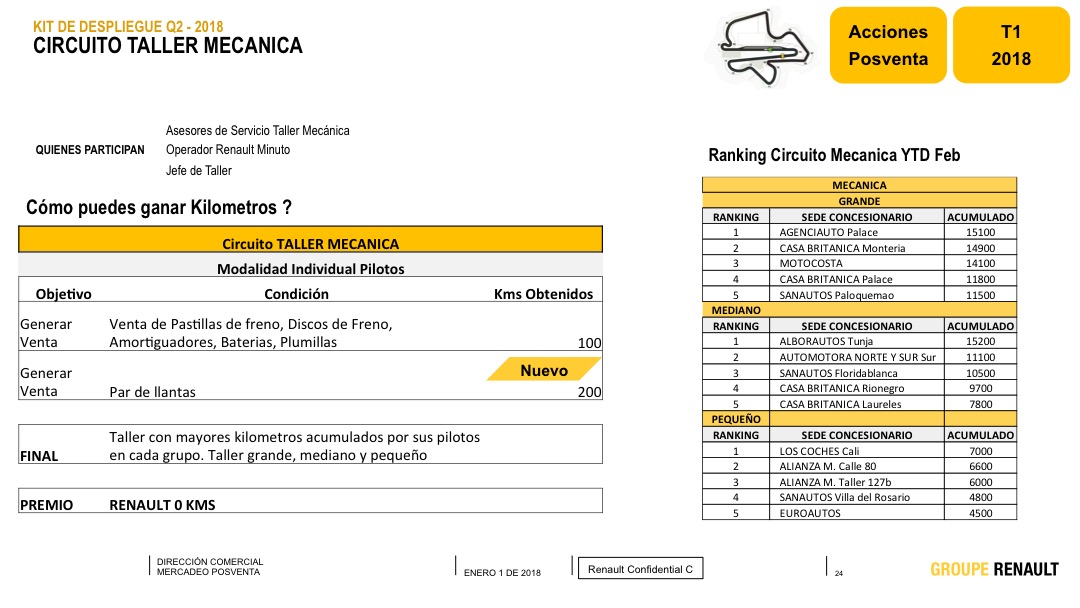 KIT DE DESPLIEGUE Q2 - 2018
CIRCUITO TALLER MECANICA
Acciones
Posventa
T1
2018
QUIENES PARTICIPAN
Asesores de Servicio Taller Mecánica
Operador Renault Minuto
Jefe de Taller
Cómo puedes ganar Kilometros ?
Circuito TALLER MECANICA
Modalidad Individual Pilotos
Objetivo Condición Kms Obtenidos
Generar
Venta
Venta de Pastillas de freno, Discos de Freno,
Amortiguadores, Baterias, Plumillas
100
Generar
Venta
Par de llantas
Nuevo
200
FINAL
Taller con mayores kilometros acumulados por sus pilotos
en cada grupo. Taller grande, mediano y pequeño
PREMIO RENAULT 0 KMS
Ranking Circuito Mecanica YTD Feb
MECANICA
GRANDE
RANKING SEDE CONCESIONARIO ACUMULADO
1 AGENCIAUTO Palace 15100
2 CASA BRITANICA Monteria 14900
3 MOTOCOSTA 14100
4 CASA BRITANICA Palace 11800
5 SANAUTOS Paloquemao 11500
MEDIANO
RANKING SEDE CONCESIONARIO ACUMULADO
1 ALBORAUTOS Tunja 15200
2 AUTOMOTORA NORTE Y SUR Sur 11100
3 SANAUTOS Floridablanca 10500
4 CASA BRITANICA Rionegro 9700
5 CASA BRITANICA Laureles 7800
PEQUEÑO
RANKING SEDE CONCESIONARIO ACUMULADO
1 LOS COCHES Cali 7000
2 ALIANZA M. Calle 80 6600
3 ALIANZA M. Taller 127b 6000
4 SANAUTOS Villa del Rosario 4800
5 EUROAUTOS 4500
DIRECCIÓN COMERCIAL
MERCADEO POSVENTA
ENERO 1 DE 2018
Renault Confidential C
24
GROUPE RENAULT